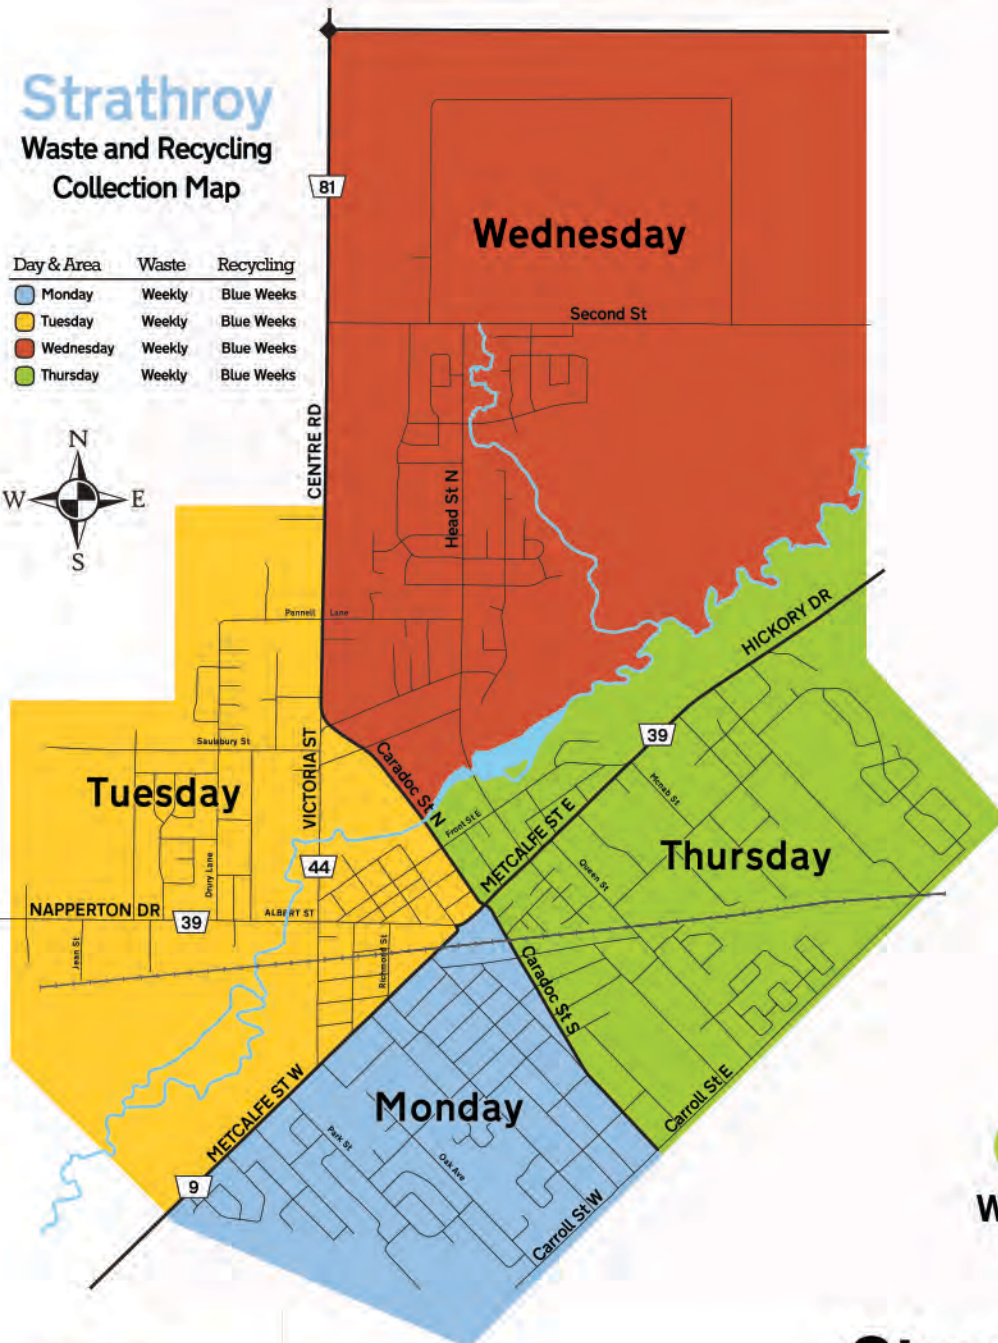 Strathroy
Waste and Recycling
Collection Map
Day & Area Waste Recycling
Monday Weekly Blue Weeks
Tuesday Weekly Blue Weeks
Wednesday Weekly Blue Weeks
Thursday Weekly Blue Weeks
N
W E
S
81
CENTRE RD
Wednesday
Second St
Head St N
Pannell Lane
HICKORY DR
39
Saulsbury St
VICTORIA ST
Tuesday
Caradoc St N
Front St E
METCALFE ST E
Mcnab St
Thursday
Queen St
44
Drury Lane
NAPPERTON DR
39
ALBERT ST
Jean St
Richmond St
Caradoc St S
METCALFE ST W
Monday
Carroll St E
Park St
Oak Ave
9
Carroll St W
W